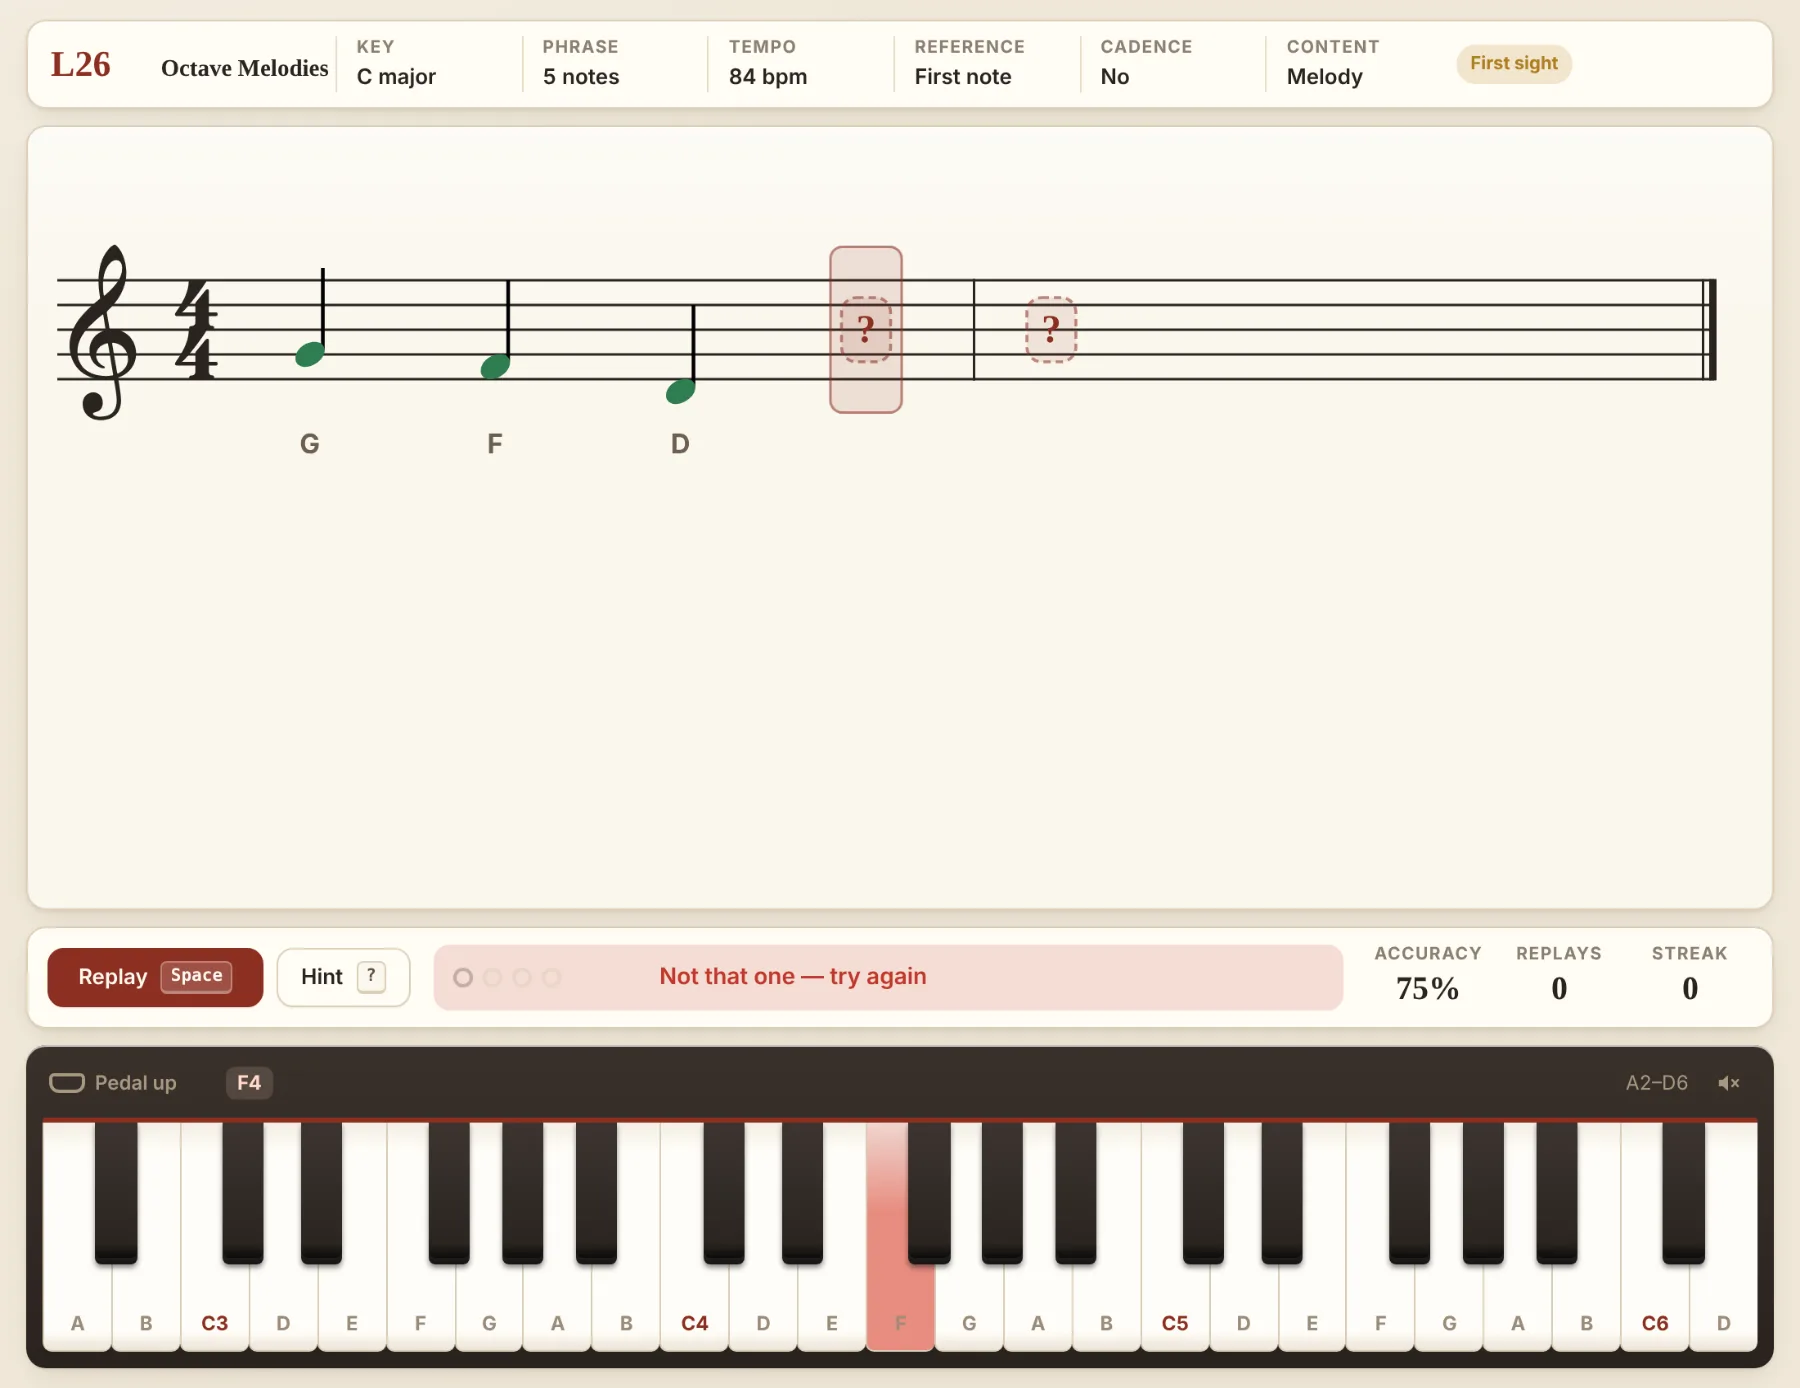 L26
Octave Melodies
KEY
C major
PHRASE
5 notes
TEMPO
84 bpm
REFERENCE
First note
CADENCE
No
CONTENT
Melody
First sight
4
4
? ?
G F D
Replay Space
Hint ?
Not that one — try again
ACCURACY
75%
REPLAYS
0
STREAK
0
Pedal up F4 A2–D6
A B C3 D E F G A B C4 D E F G A B C5 D E F G A B C6 D